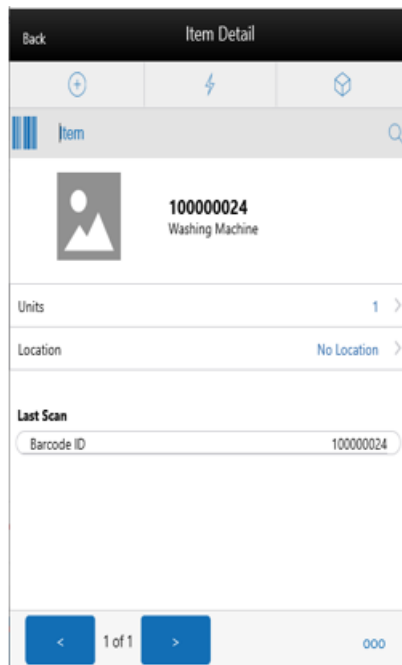 Back Item Detail
Item
100000024
Washing Machine
Units 1 >
Location No Location >
Last Scan
Barcode ID 100000024
< 1 of 1 > ooo